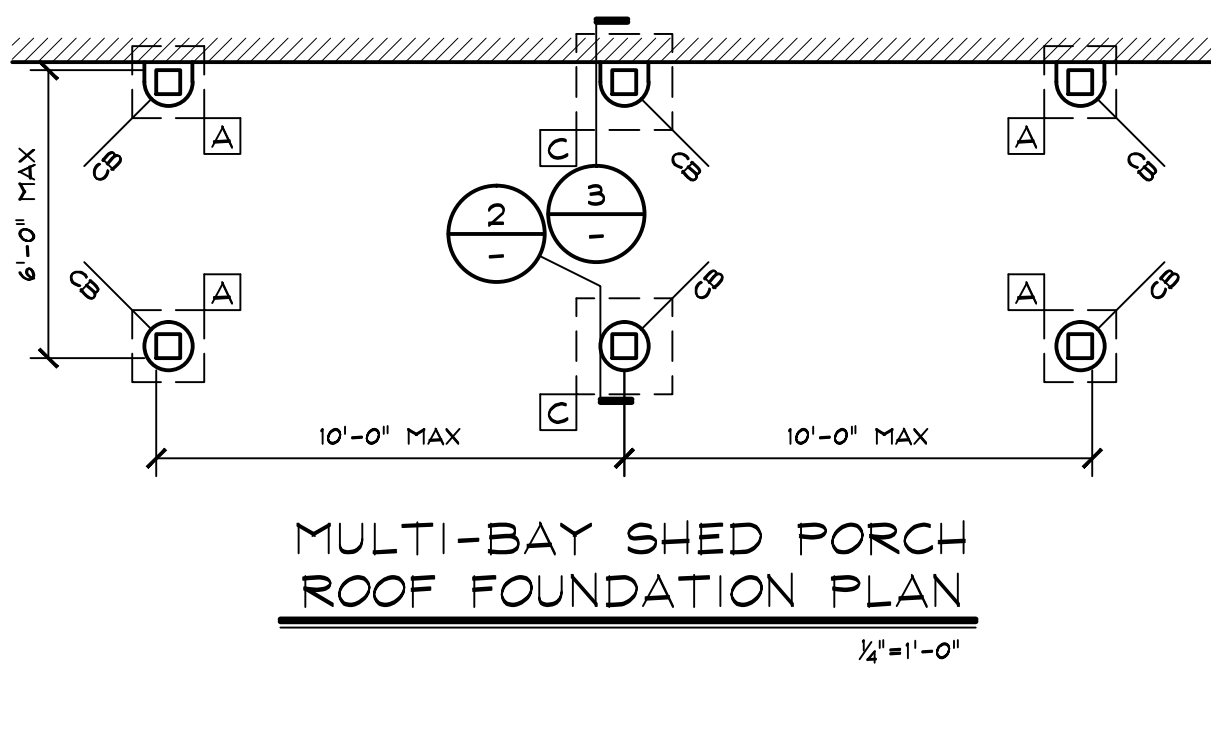 A
CB
C
CB
A
CB
6'-0" MAX
3
-
2
-
CB
A
CB
A
CB
C
10'-0" MAX
10'-0" MAX
MULTI-BAY SHED PORCH
ROOF FOUNDATION PLAN
1/4"=1'-0"